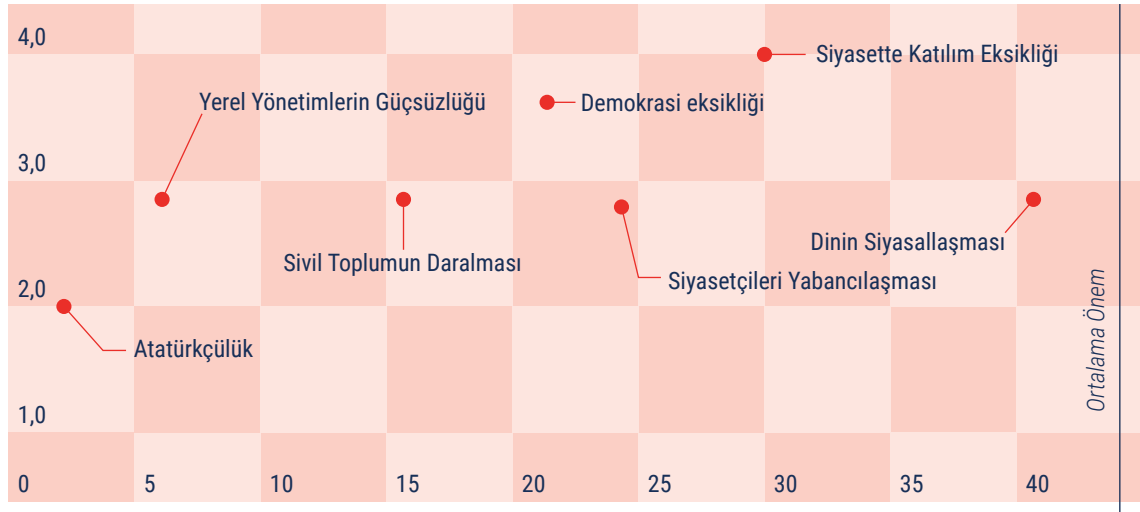 4,0
Siyasette Katılım Eksikliği
Yerel Yönetimlerin Güçsüzlüğü
Demokrasi eksikliği
3,0
Dinin Siyasallaşması
Sivil Toplumun Daralması
Siyasetçileri Yabancılaşması
2,0
Atatürkçülük
Ortalama Önem
1,0
0 5 10 15 20 25 30 35 40